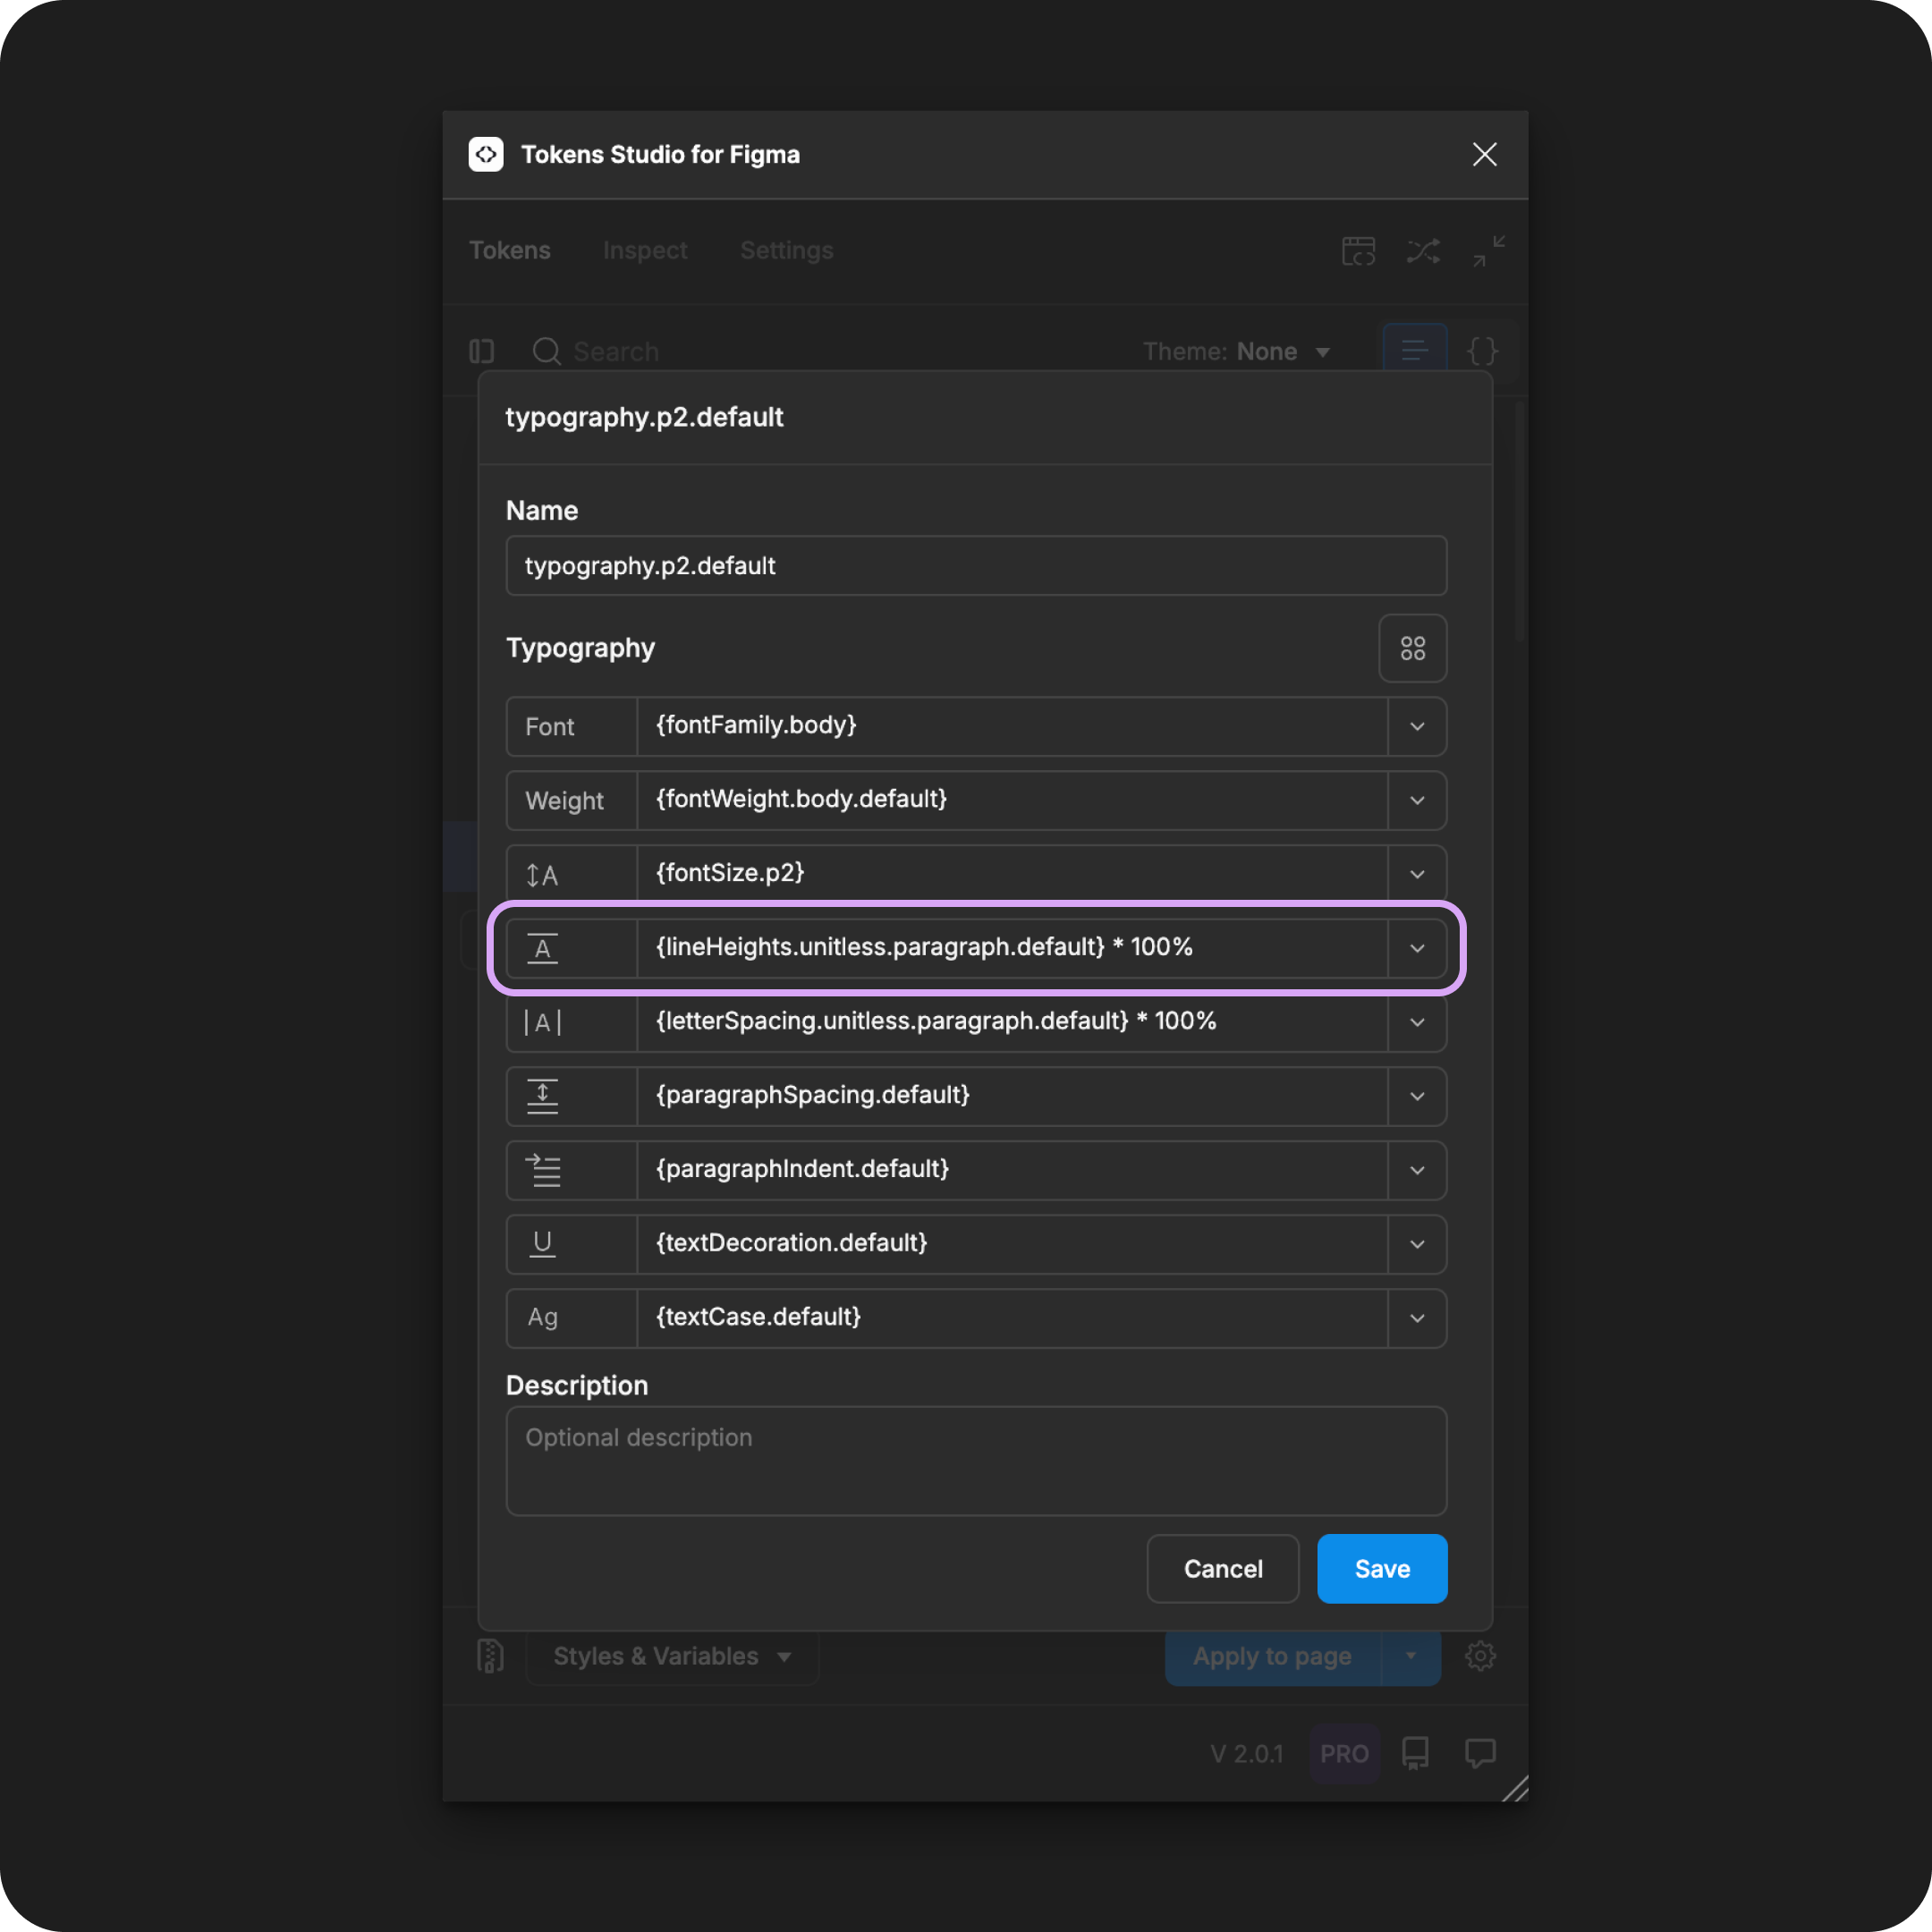 Tokens Studio for Figma
Tokens Inspect Settings
Search Theme: None
typography.p2.default
Name
typography.p2.default
Typography
Font {fontFamily.body}
Weight {fontWeight.body.default}
A {fontSize.p2}
A {lineHeights.unitless.paragraph.default} * 100%
|A| {letterSpacing.unitless.paragraph.default} * 100%
{paragraphSpacing.default}
{paragraphIndent.default}
U {textDecoration.default}
Ag {textCase.default}
Description
Optional description
Cancel Save
Styles & Variables Apply to page
V 2.0.1 PRO